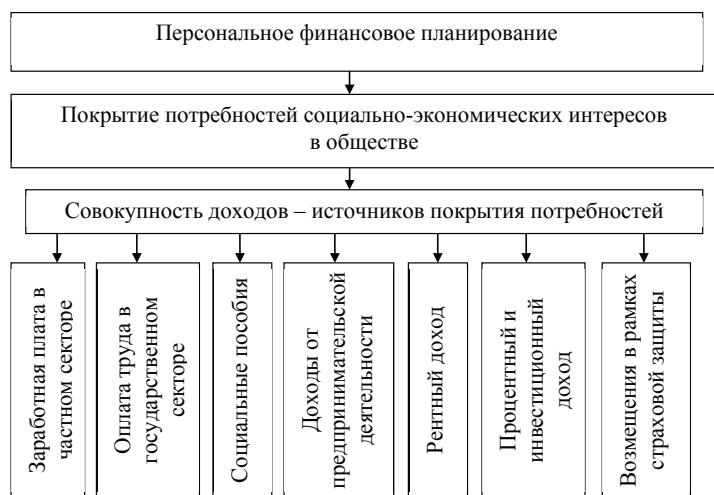 Персональное финансовое планирование
Покрытие потребностей социально-экономических интересов
в обществе
Совокупность доходов – источников покрытия потребностей
Заработная плата в
частном секторе
Оплата труда в
государственном
секторе
Социальные пособия
Доходы от
предпринимательской
деятельности
Рентный доход
Процентный и
инвестиционный
доход
Возмещения в рамках
страховой защиты